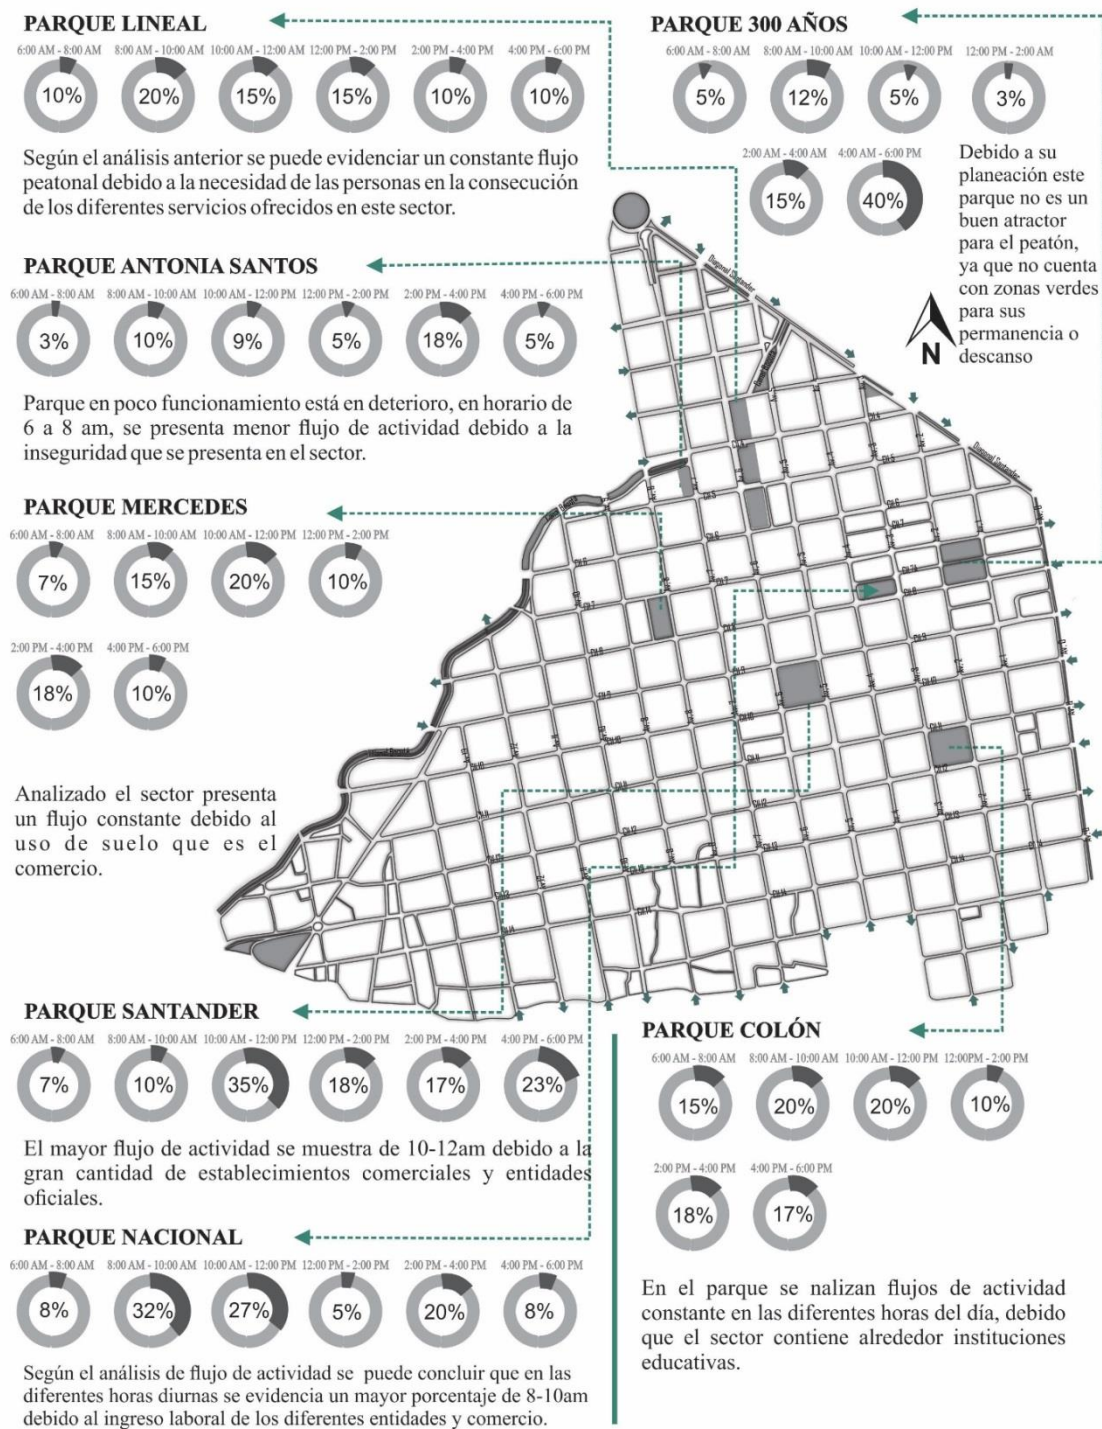 PARQUE LINEAL
6:00 AM - 8:00 AM 8:00 AM - 10:00 AM 10:00 AM - 12:00 AM 12:00 PM - 2:00 PM 2:00 PM - 4:00 PM 4:00 PM - 6:00 PM
10% 20% 15% 15% 10% 10%
Según el análisis anterior se puede evidenciar un constante flujo
peatonal debido a la necesidad de las personas en la consecución
de los diferentes servicios ofrecidos en este sector.
PARQUE 300 AÑOS
6:00 AM - 8:00 AM 8:00 AM - 10:00 AM 10:00 AM - 12:00 PM 12:00 PM - 2:00 AM
5% 12% 5% 3%
2:00 AM - 4:00 AM 4:00 AM - 6:00 PM
15% 40%
Debido a su
planeación este
parque no es un
buen atractor
para el peatón,
ya que no cuenta
con zonas verdes
para sus
permanencia o
descanso
N
PARQUE ANTONIA SANTOS
6:00 AM - 8:00 AM 8:00 AM - 10:00 AM 10:00 AM - 12:00 PM 12:00 PM - 2:00 PM 2:00 PM - 4:00 PM 4:00 PM - 6:00 PM
3% 10% 9% 5% 18% 5%
Parque en poco funcionamiento está en deterioro, en horario de
6 a 8 am, se presenta menor flujo de actividad debido a la
inseguridad que se presenta en el sector.
PARQUE MERCEDES
6:00 AM - 8:00 AM 8:00 AM - 10:00 AM 10:00 AM - 12:00 PM 12:00 PM - 2:00 PM
7% 15% 20% 10%
2:00 PM - 4:00 PM 4:00 PM - 6:00 PM
18% 10%
Analizado el sector presenta
un flujo constante debido al
uso de suelo que es el
comercio.
Diagonal Santander
Diagonal Santander
PARQUE SANTANDER
6:00 AM - 8:00 AM 8:00 AM - 10:00 AM 10:00 AM - 12:00 PM 12:00 PM - 2:00 PM 2:00 PM - 4:00 PM 4:00 PM - 6:00 PM
7% 10% 35% 18% 17% 23%
El mayor flujo de actividad se muestra de 10-12am debido a la
gran cantidad de establecimientos comerciales y entidades
oficiales.
PARQUE NACIONAL
6:00 AM - 8:00 AM 8:00 AM - 10:00 AM 10:00 AM - 12:00 PM 12:00 PM - 2:00 PM 2:00 PM - 4:00 PM 4:00 PM - 6:00 PM
8% 32% 27% 5% 20% 8%
Según el análisis de flujo de actividad se puede concluir que en las
diferentes horas diurnas se evidencia un mayor porcentaje de 8-10am
debido al ingreso laboral de los diferentes entidades y comercio.
PARQUE COLÓN
6:00 AM - 8:00 AM 8:00 AM - 10:00 AM 10:00 AM - 12:00 PM 12:00PM - 2:00 PM
15% 20% 20% 10%
2:00 PM - 4:00 PM 4:00 PM - 6:00 PM
18% 17%
En el parque se nalizan flujos de actividad
constante en las diferentes horas del día, debido
que el sector contiene alrededor instituciones
educativas.